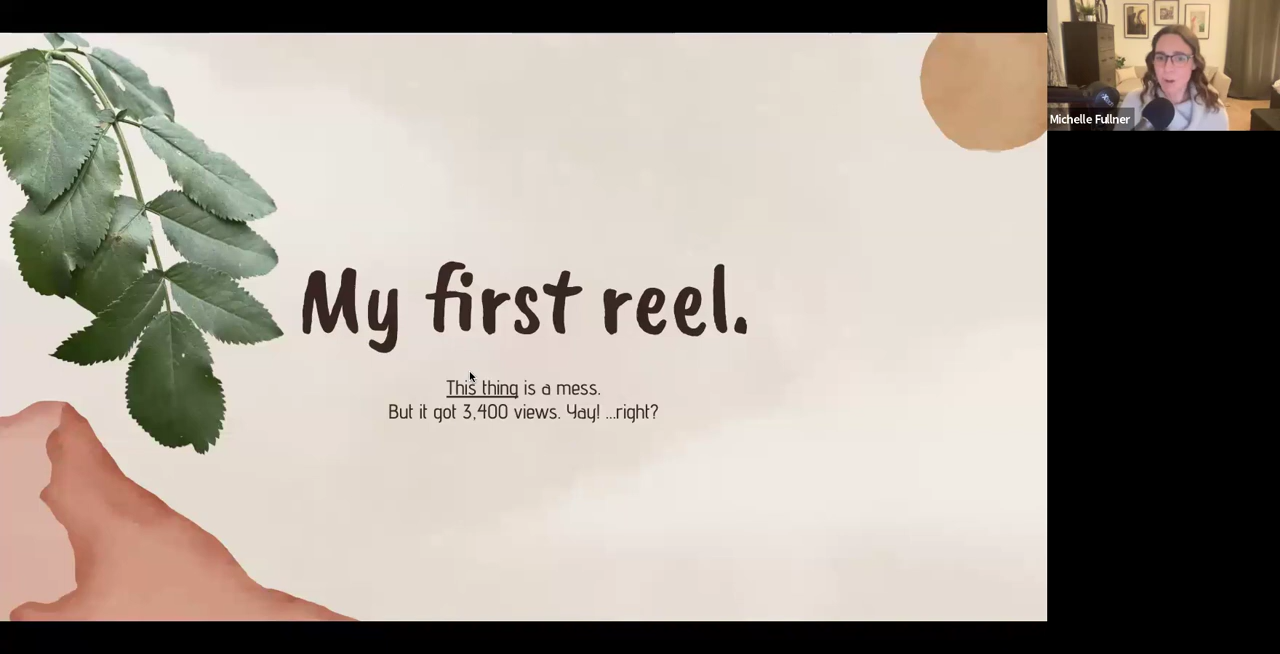 My first reel.
This thing is a mess.
But it got 3,400 views. Yay! ...right?
Michelle Fullner